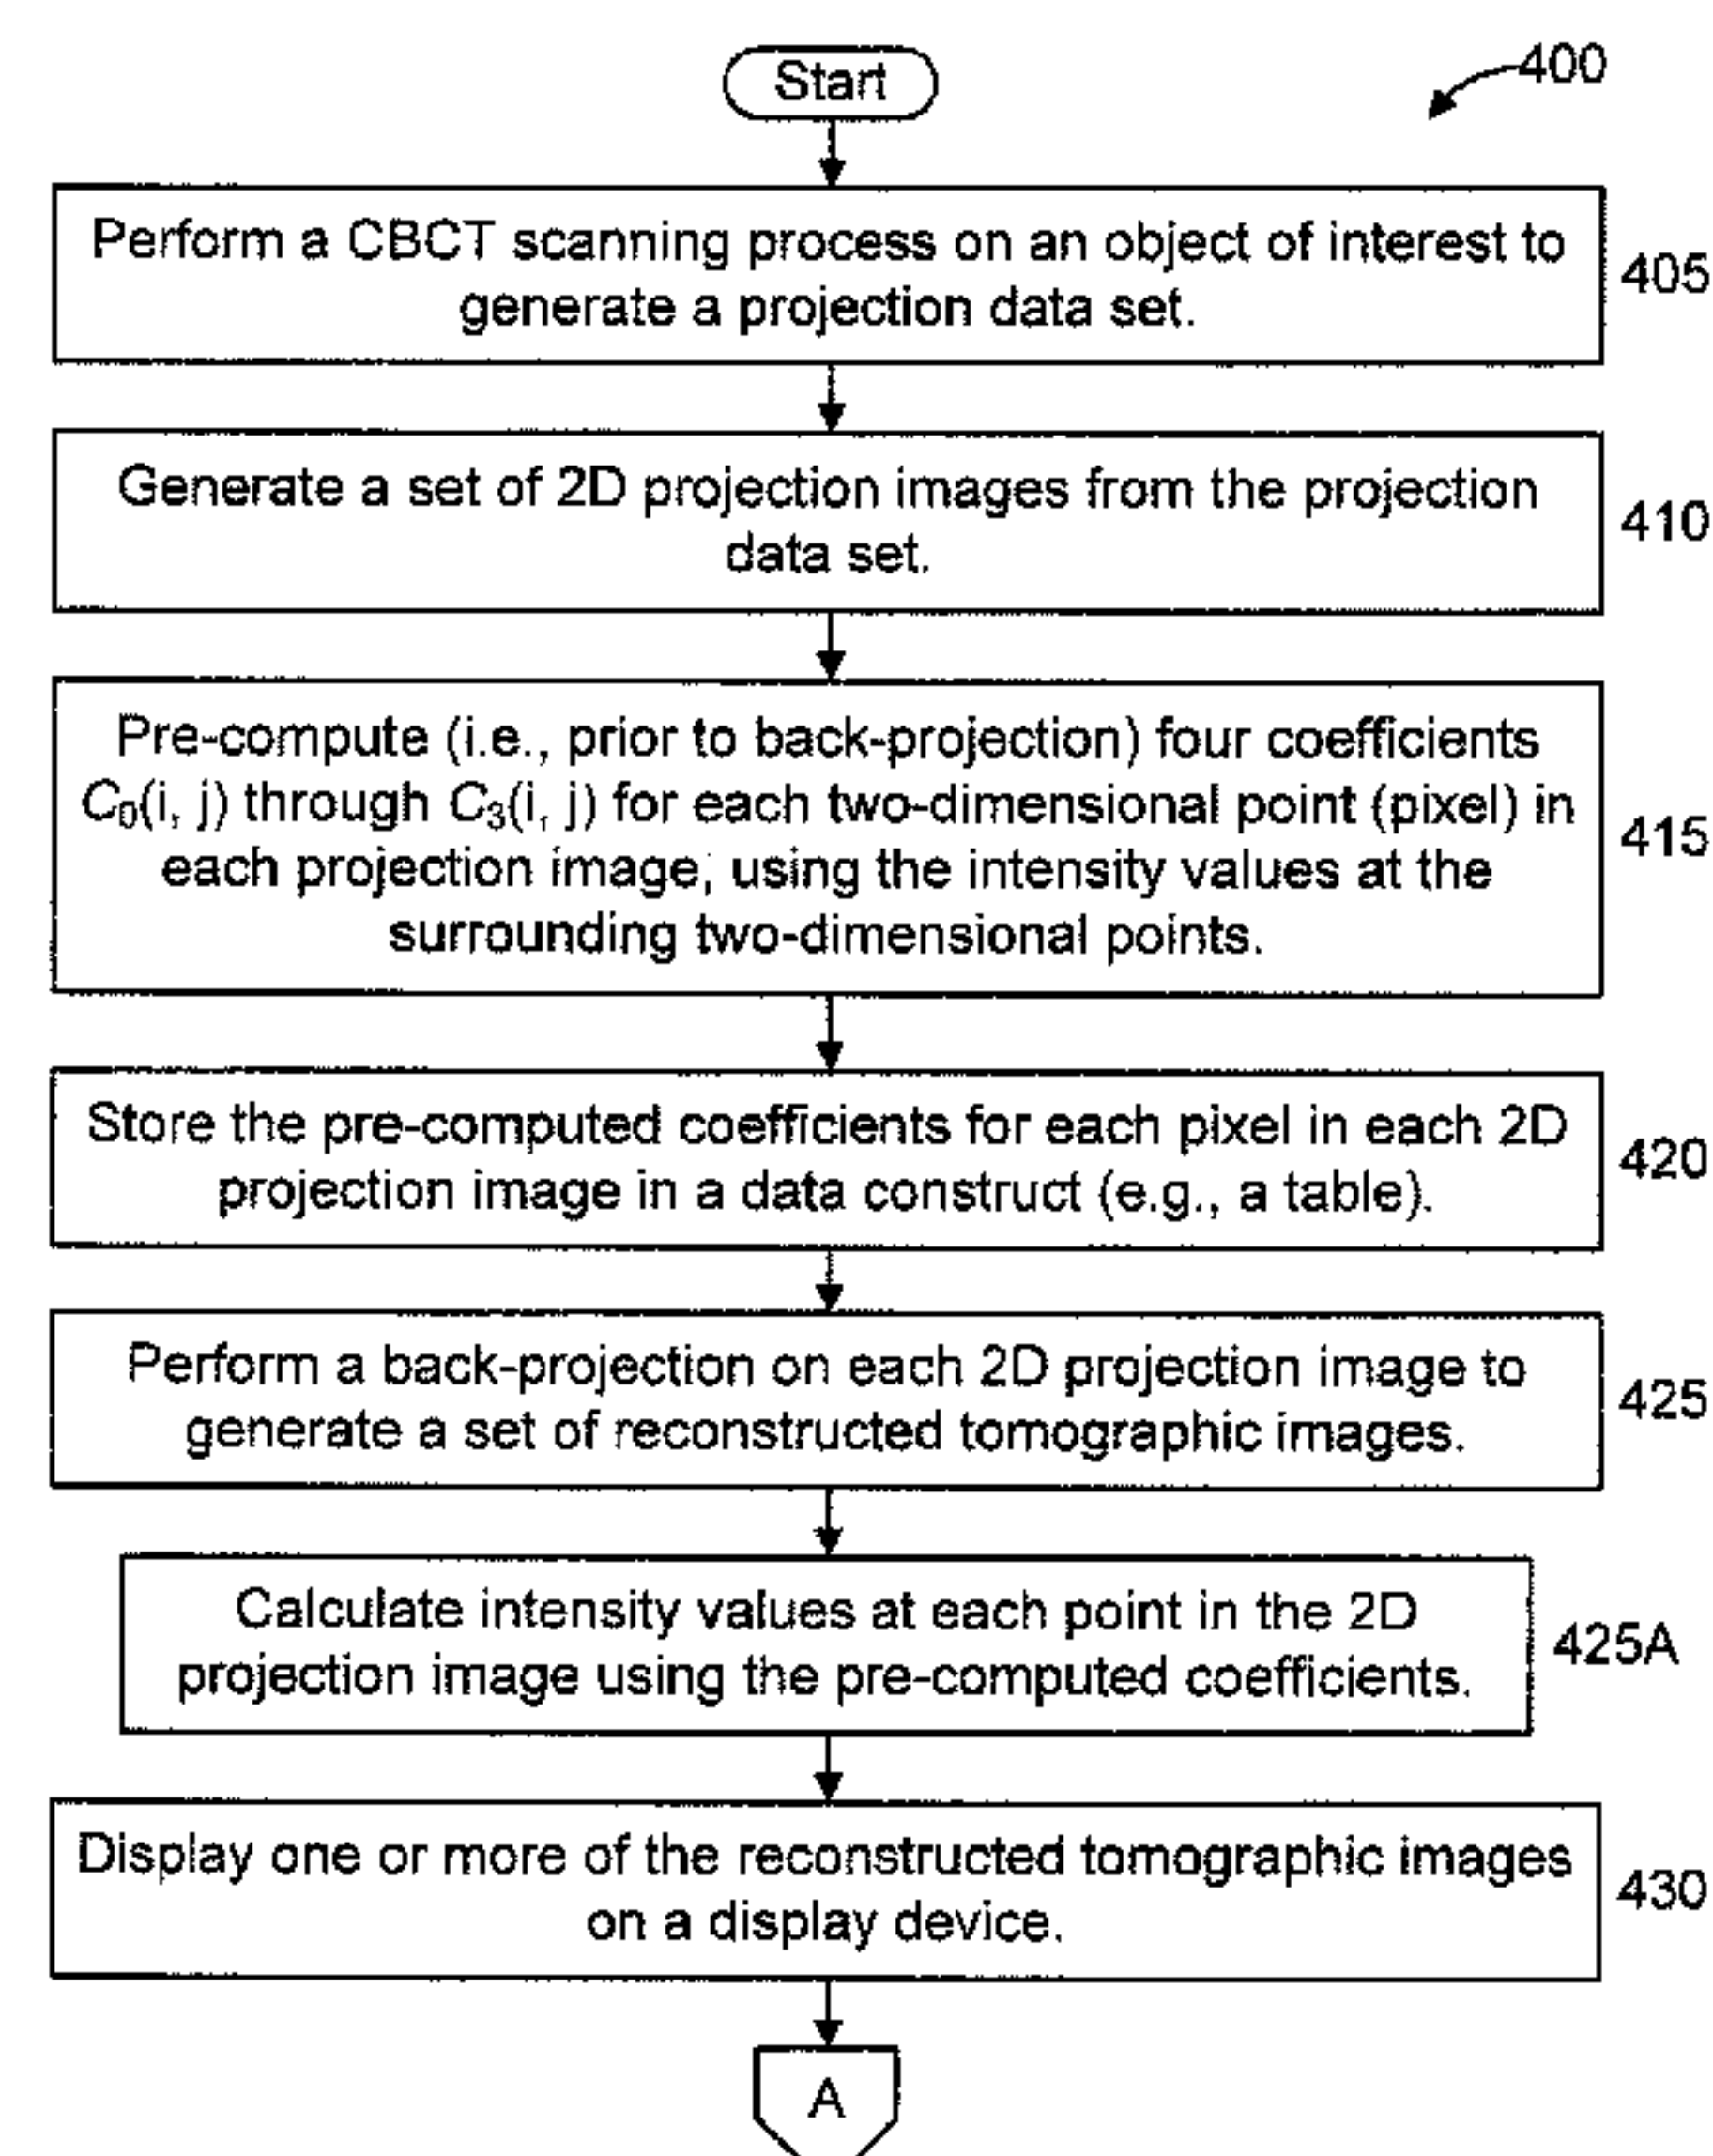 Start
400
Perform a CBCT scanning process on an object of interest to
generate a projection data set.
405
Generate a set of 2D projection images from the projection
data set.
410
Pre-compute (i.e., prior to back-projection) four coefficients
C₀(i, j) through C₃(i, j) for each two-dimensional point (pixel) in
each projection image, using the intensity values at the
surrounding two-dimensional points.
415
Store the pre-computed coefficients for each pixel in each 2D
projection image in a data construct (e.g., a table).
420
Perform a back-projection on each 2D projection image to
generate a set of reconstructed tomographic images.
425
Calculate intensity values at each point in the 2D
projection image using the pre-computed coefficients.
425A
Display one or more of the reconstructed tomographic images
on a display device.
430
A